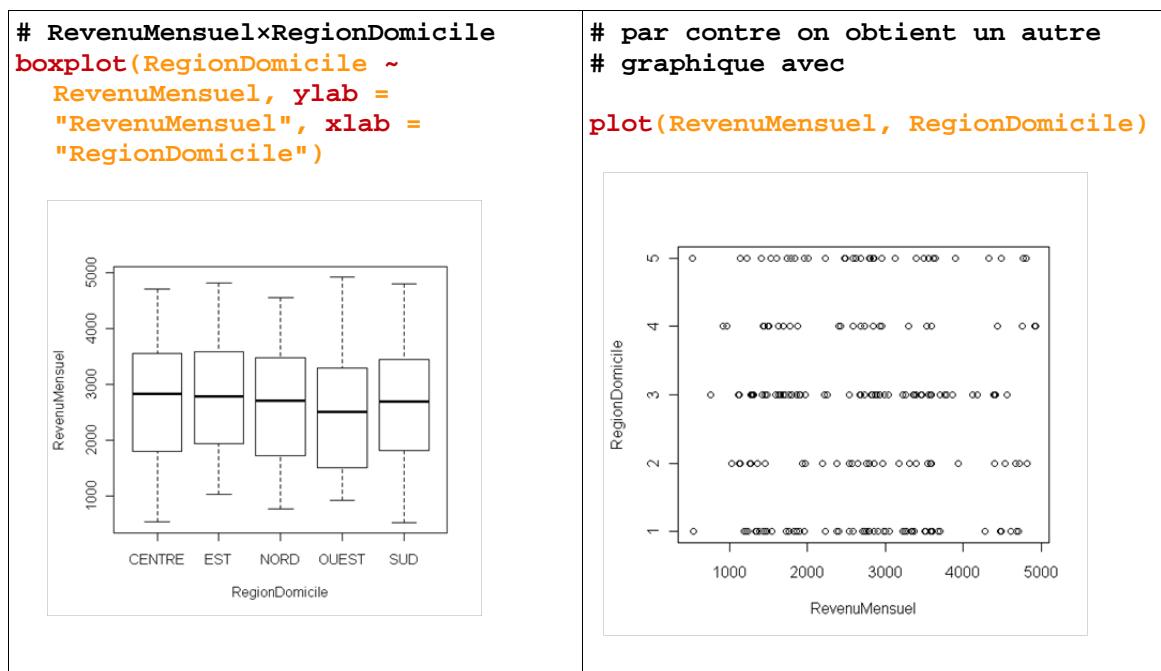 # RevenuMensuel×RegionDomicile
boxplot(RegionDomicile ~
RevenuMensuel, ylab =
"RevenuMensuel", xlab =
"RegionDomicile")
5000
4000
3000
2000
1000
RevenuMensuel
CENTRE EST NORD OUEST SUD
RegionDomicile
# par contre on obtient un autre
# graphique avec
plot(RevenuMensuel, RegionDomicile)
5
4
3
2
1
RegionDomicile
1000 2000 3000 4000 5000
RevenuMensuel